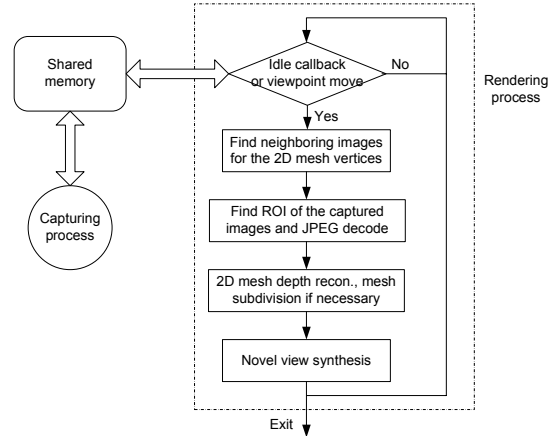 Shared
memory
Capturing
process
Idle callback
or viewpoint move
No
Yes
Rendering
process
Find neighboring images
for the 2D mesh vertices
Find ROI of the captured
images and JPEG decode
2D mesh depth recon., mesh
subdivision if necessary
Novel view synthesis
Exit